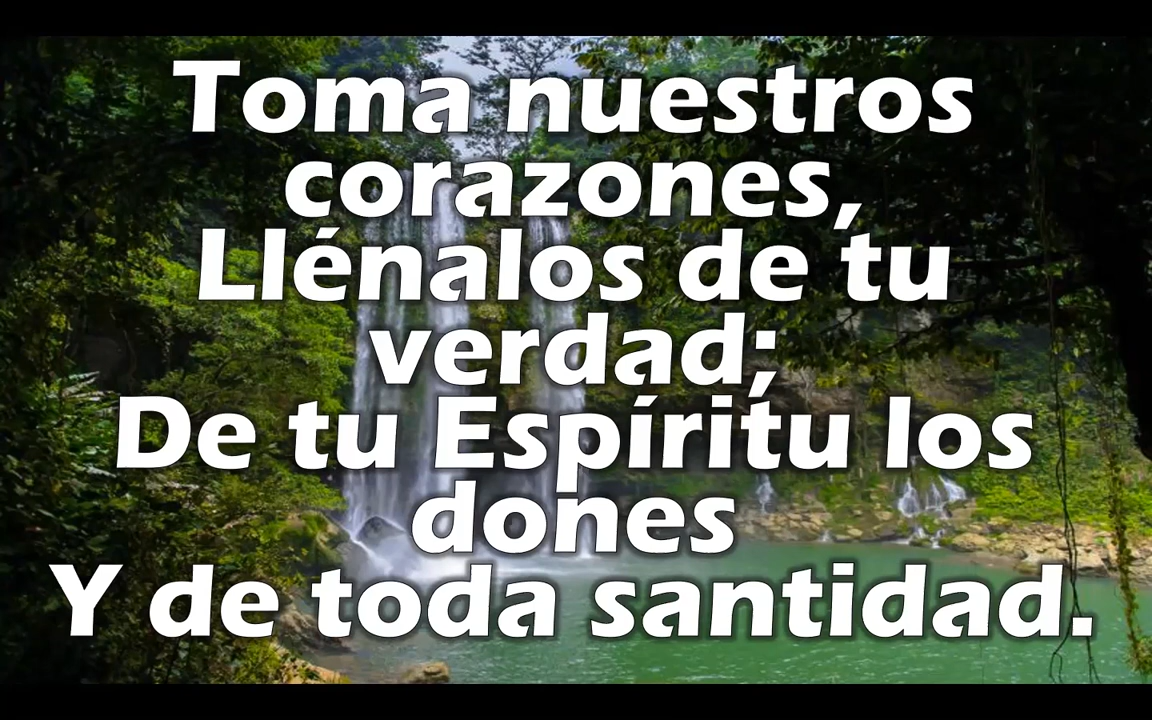 Toma nuestros
corazones,
Llénalos de tu
verdad;
De tu Espíritu los
dones
Y de toda santidad.